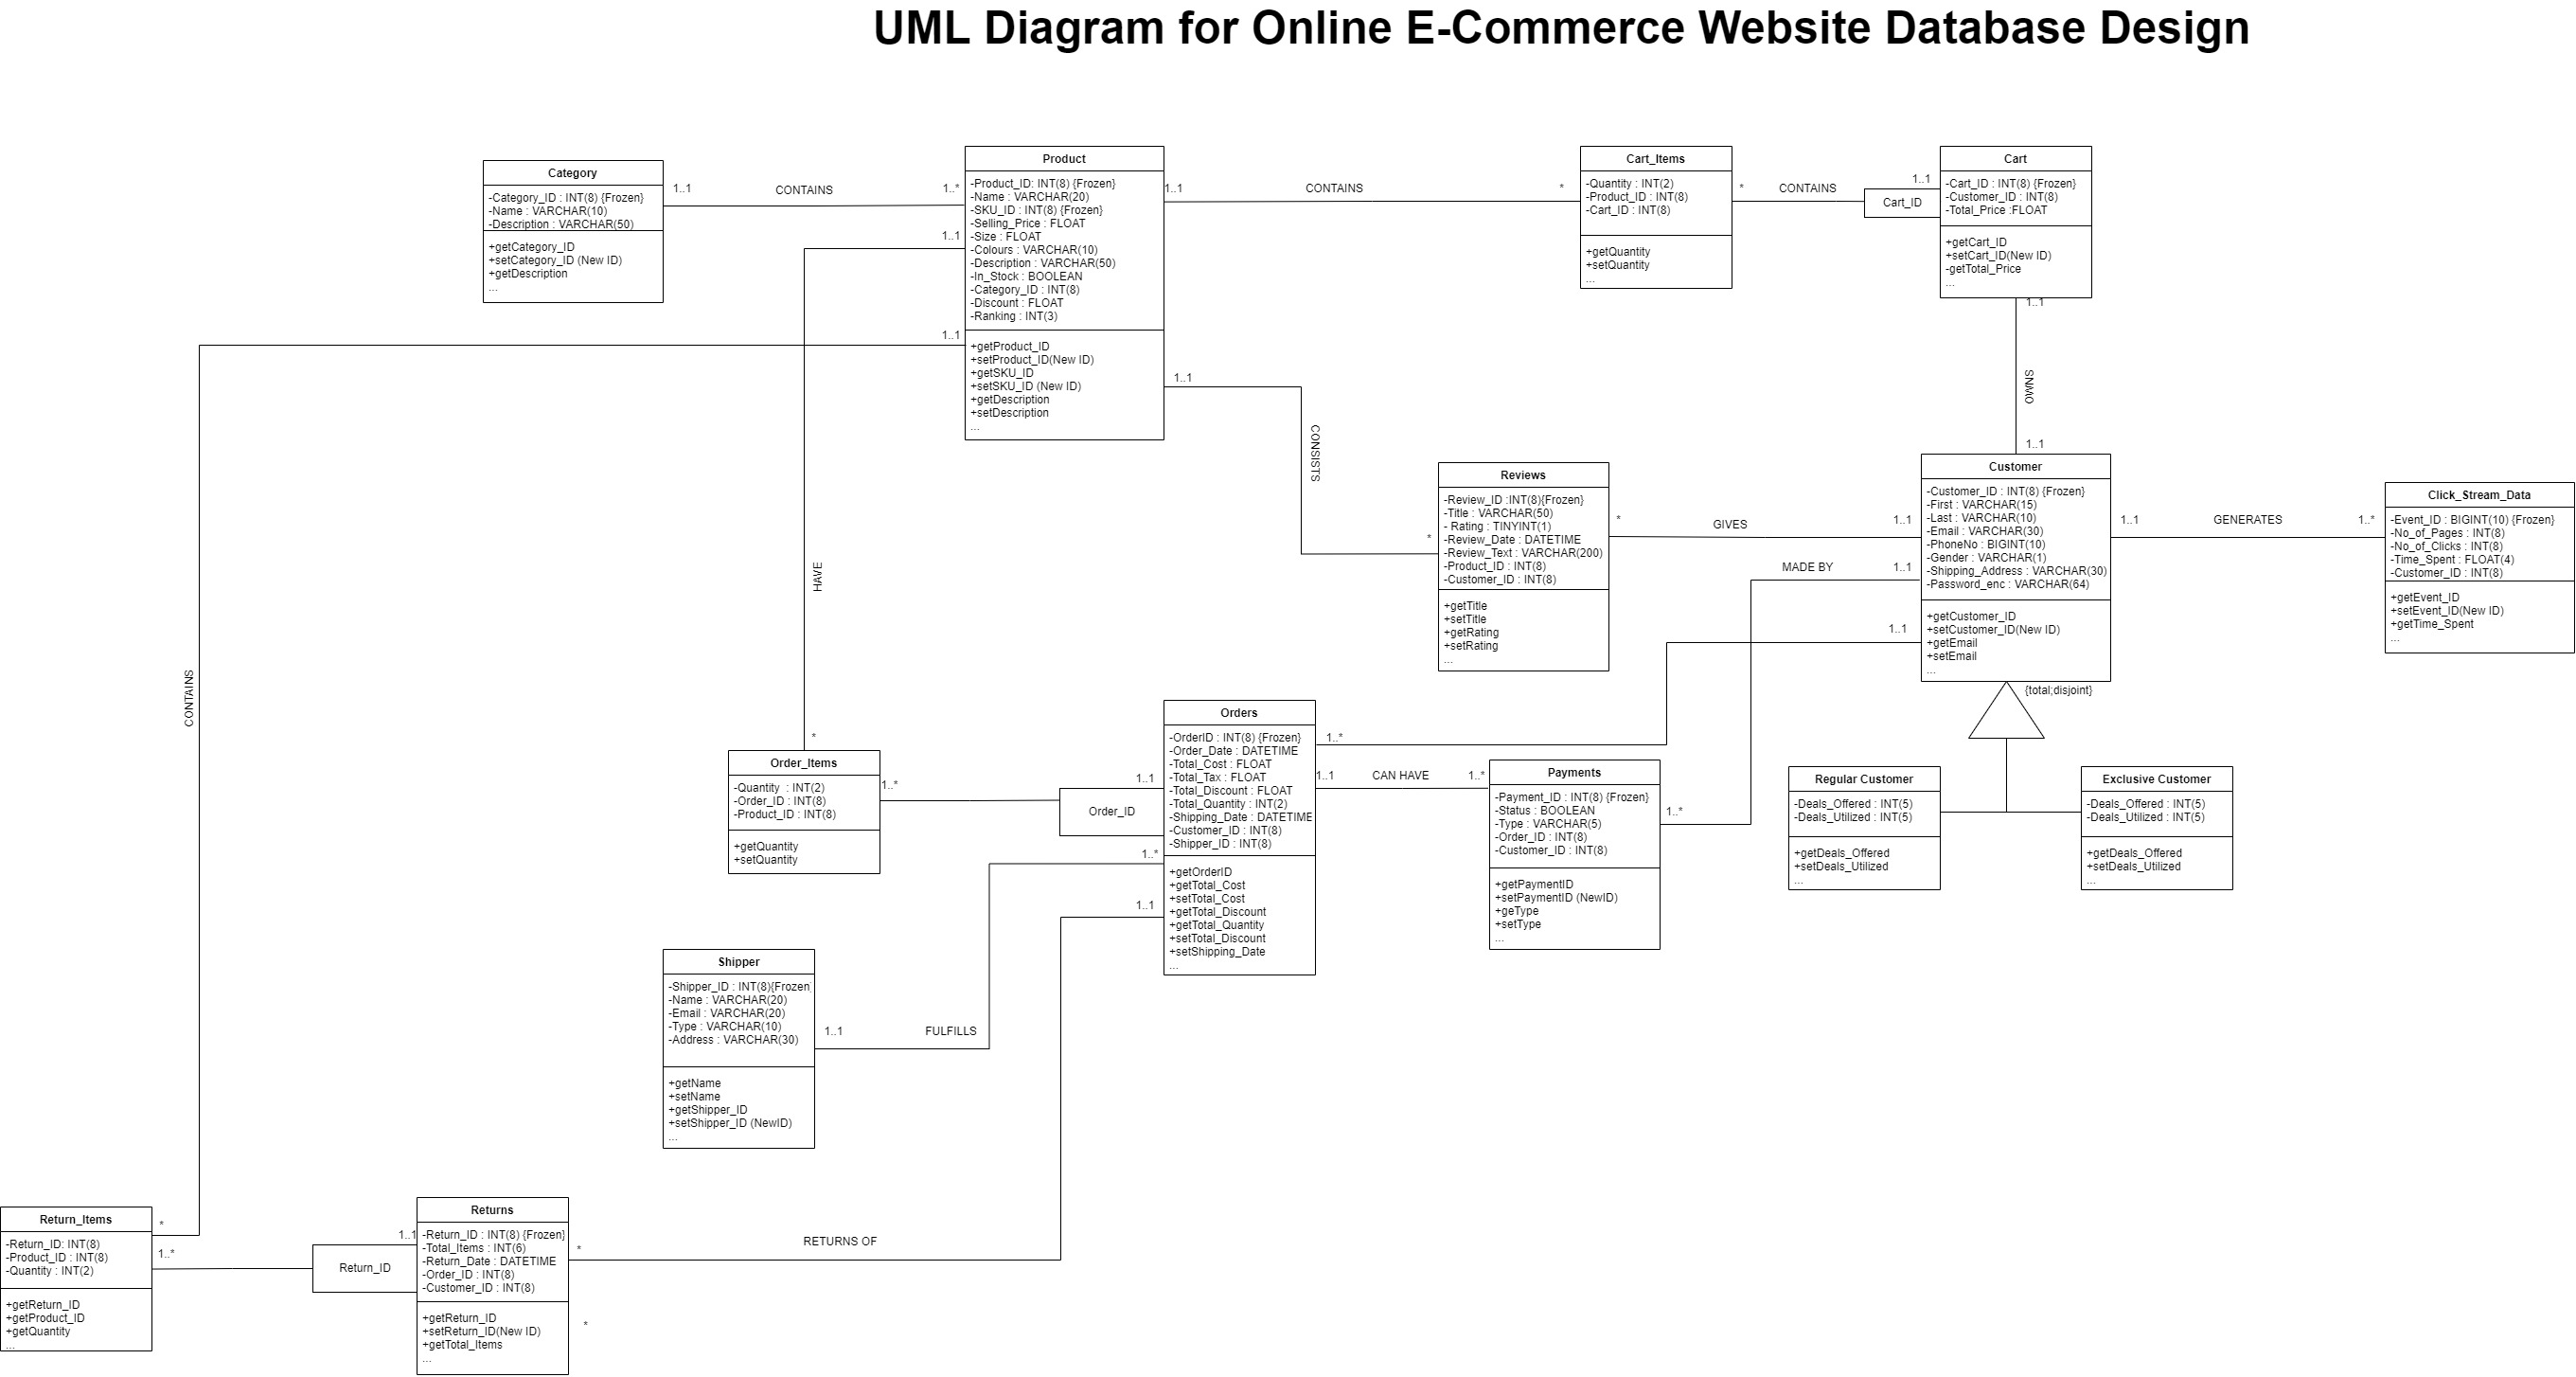 UML Diagram for Online E-Commerce Website Database Design
Category
-Category_ID : INT(8) {Frozen}
-Name : VARCHAR(10)
-Description : VARCHAR(50)
+getCategory_ID
+setCategory_ID (New ID)
+getDescription
...
1..1
CONTAINS
1..*
Product
-Product_ID: INT(8) {Frozen}
-Name : VARCHAR(20)
-SKU_ID : INT(8) {Frozen}
-Selling_Price : FLOAT
-Size : FLOAT
-Colours : VARCHAR(10)
-Description : VARCHAR(50)
-In_Stock : BOOLEAN
-Category_ID : INT(8)
-Discount : FLOAT
-Ranking : INT(3)
+getProduct_ID
+setProduct_ID(New ID)
+getSKU_ID
+setSKU_ID (New ID)
+getDescription
+setDescription
...
1..1
1..1
1..1
CONTAINS
*
Cart_Items
-Quantity : INT(2)
-Product_ID : INT(8)
-Cart_ID : INT(8)
+getQuantity
+setQuantity
...
*
CONTAINS
1..1
Cart_ID
Cart
-Cart_ID : INT(8) {Frozen}
-Customer_ID : INT(8)
-Total_Price :FLOAT
+getCart_ID
+setCart_ID(New ID)
-getTotal_Price
...
1..1
OWNS
1..1
1..1
CONSISTS
*
Reviews
-Review_ID :INT(8){Frozen}
-Title : VARCHAR(50)
- Rating : TINYINT(1)
-Review_Date : DATETIME
-Review_Text : VARCHAR(200)
-Product_ID : INT(8)
-Customer_ID : INT(8)
+getTitle
+setTitle
+getRating
+setRating
...
*
GIVES
1..1
MADE BY
1..1
1..1
Customer
-Customer_ID : INT(8) {Frozen}
-First : VARCHAR(15)
-Last : VARCHAR(10)
-Email : VARCHAR(30)
-PhoneNo : BIGINT(10)
-Gender : VARCHAR(1)
-Shipping_Address : VARCHAR(30)
-Password_enc : VARCHAR(64)
+getCustomer_ID
+setCustomer_ID(New ID)
+getEmail
+setEmail
...
1..1
GENERATES
1..*
Click_Stream_Data
-Event_ID : BIGINT(10) {Frozen}
-No_of_Pages : INT(8)
-No_of_Clicks : INT(8)
-Time_Spent : FLOAT(4)
-Customer_ID : INT(8)
+getEvent_ID
+setEvent_ID(New ID)
+getTime_Spent
...
{total;disjoint}
Regular Customer
-Deals_Offered : INT(5)
-Deals_Utilized : INT(5)
+getDeals_Offered
+setDeals_Utilized
...
Exclusive Customer
-Deals_Offered : INT(5)
-Deals_Utilized : INT(5)
+getDeals_Offered
+setDeals_Utilized
...
HAVE
*
Order_Items
-Quantity  : INT(2)
-Order_ID : INT(8)
-Product_ID : INT(8)
+getQuantity
+setQuantity
1..*
1..1
Order_ID
Orders
-OrderID : INT(8) {Frozen}
-Order_Date : DATETIME
-Total_Cost : FLOAT
-Total_Tax : FLOAT
-Total_Discount : FLOAT
-Total_Quantity : INT(2)
-Shipping_Date : DATETIME
-Customer_ID : INT(8)
-Shipper_ID : INT(8)
+getOrderID
+getTotal_Cost
+setTotal_Cost
+getTotal_Discount
+getTotal_Quantity
+setTotal_Discount
+setShipping_Date
...
1..*
1..1
CAN HAVE
1..*
Payments
-Payment_ID : INT(8) {Frozen}
-Status : BOOLEAN
-Type : VARCHAR(5)
-Order_ID : INT(8)
-Customer_ID : INT(8)
+getPaymentID
+setPaymentID (NewID)
+geType
+setType
...
1..*
1..*
1..1
Shipper
-Shipper_ID : INT(8){Frozen
-Name : VARCHAR(20)
-Email : VARCHAR(20)
-Type : VARCHAR(10)
-Address : VARCHAR(30)
+getName
+setName
+getShipper_ID
+setShipper_ID (NewID)
...
1..1
FULFILLS
CONTAINS
*
1..*
Return_Items
-Return_ID: INT(8)
-Product_ID : INT(8)
-Quantity : INT(2)
+getReturn_ID
+getProduct_ID
+getQuantity
...
1..1
Return_ID
Returns
-Return_ID : INT(8) {Frozen}
-Total_Items : INT(6)
-Return_Date : DATETIME
-Order_ID : INT(8)
-Customer_ID : INT(8)
+getReturn_ID
+setReturn_ID(New ID)
+getTotal_Items
...
*
RETURNS OF
*